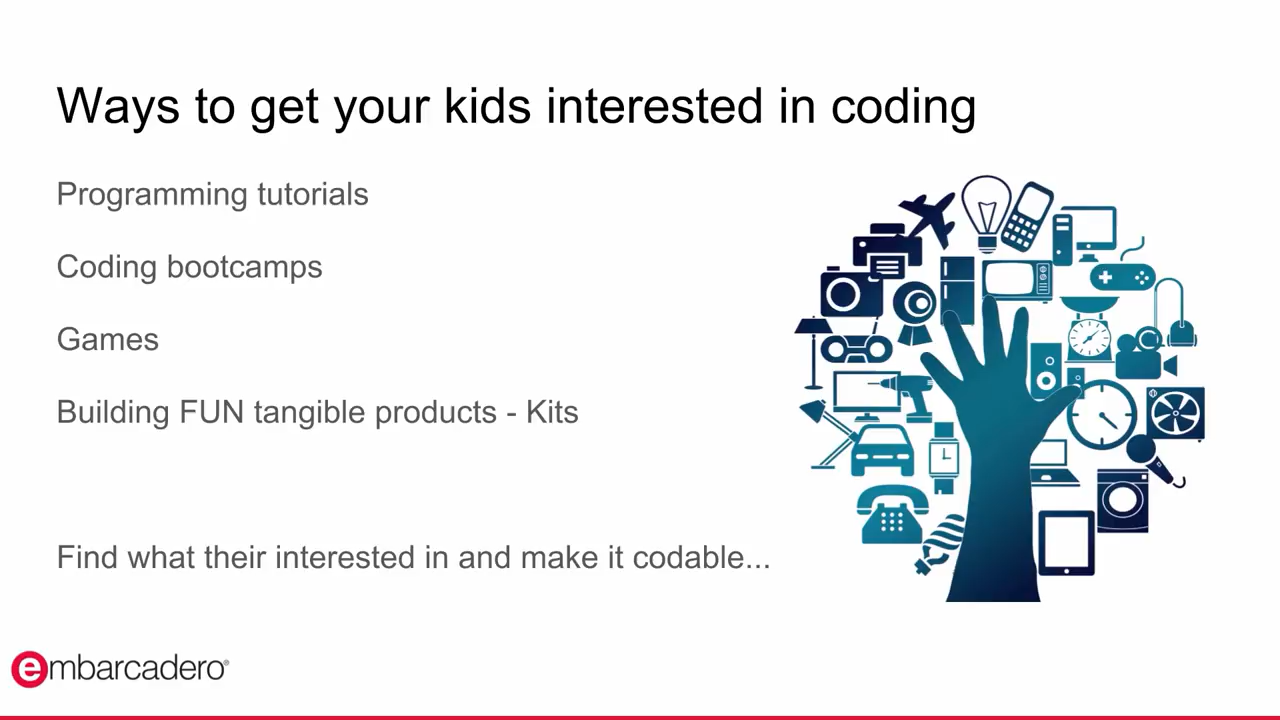 Ways to get your kids interested in coding
Programming tutorials
Coding bootcamps
Games
Building FUN tangible products - Kits
Find what their interested in and make it codable...
embarcadero®